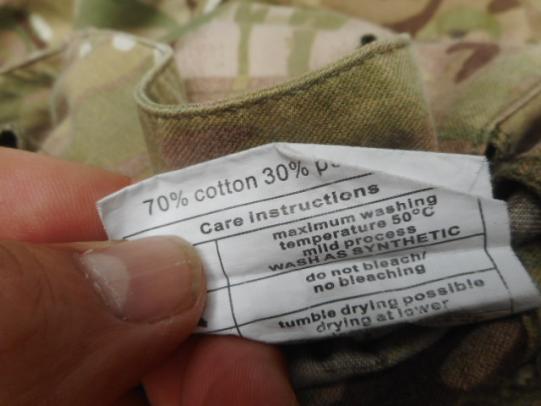 70% cotton 30%
Care instructions
maximum washing
temperature 50°C
mild process
WASH AS SYNTHETIC
do not bleach/
no bleaching
tumble drying possible
drying at lower